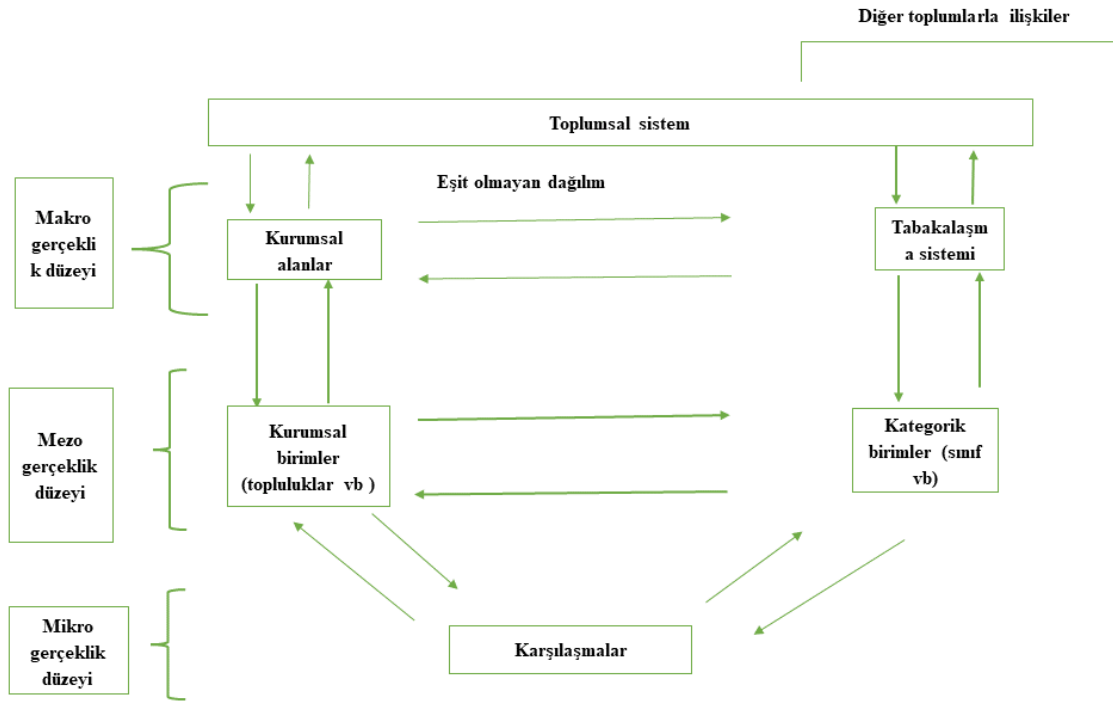 Diğer toplumlarla ilişkiler
Toplumsal sistem
Eşit olmayan dağılım
Makro
gerçekli
k düzeyi
Kurumsal
alanlar
Tabakalaşm
a sistemi
Mezo
gerçeklik
düzeyi
Kurumsal
birimler
(topluluklar vb )
Kategorik
birimler (sınıf
vb)
Mikro
gerçeklik
düzeyi
Karşılaşmalar